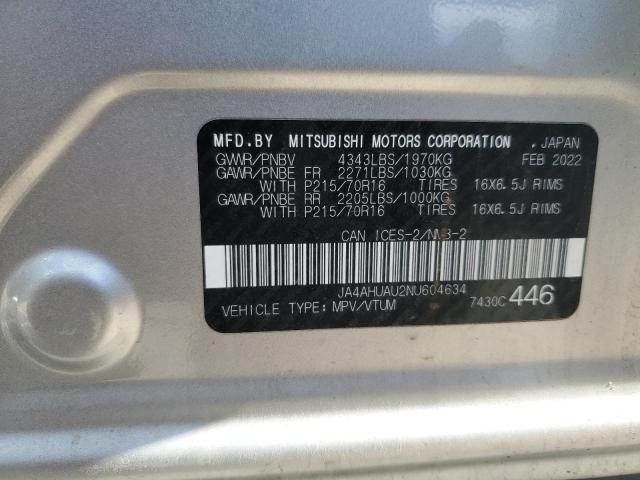 MFD.BY MITSUBISHI MOTORS CORPORATION , JAPAN
GWWR/PNBV 4343LBS/1970KG FEB 2022
GAWR/PNBE FR 2271LBS/1030KG
WITH P215/70R16 TIRES 16X6.5J RIMS
GAWR/PNBE RR 2205LBS/1000KG
WITH P215/70R16 TIRES 16X6.5J RIMS
CAN ICES-2/NMB-2
JA4AHUAU2NU604634
VEHICLE TYPE: MPV/VTUM 7430C 446